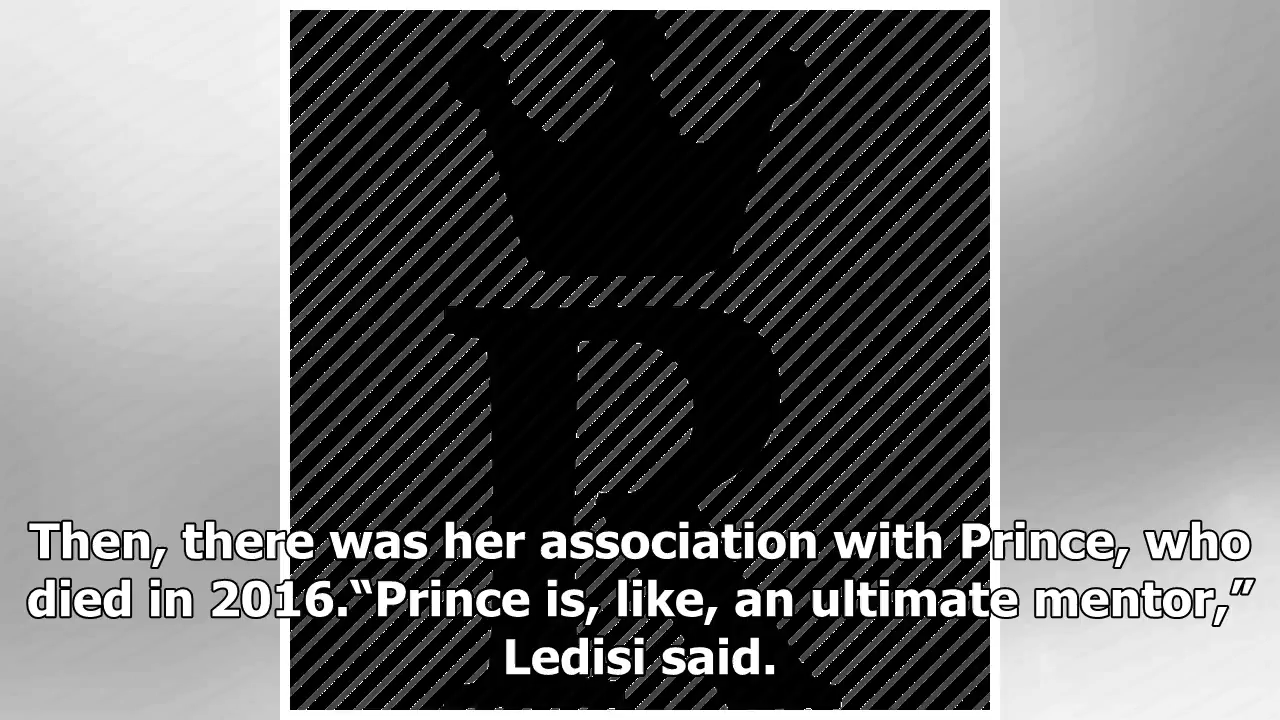 R
Then, there was her association with Prince, who
died in 2016.“Prince is, like, an ultimate mentor,”
Ledisi said.